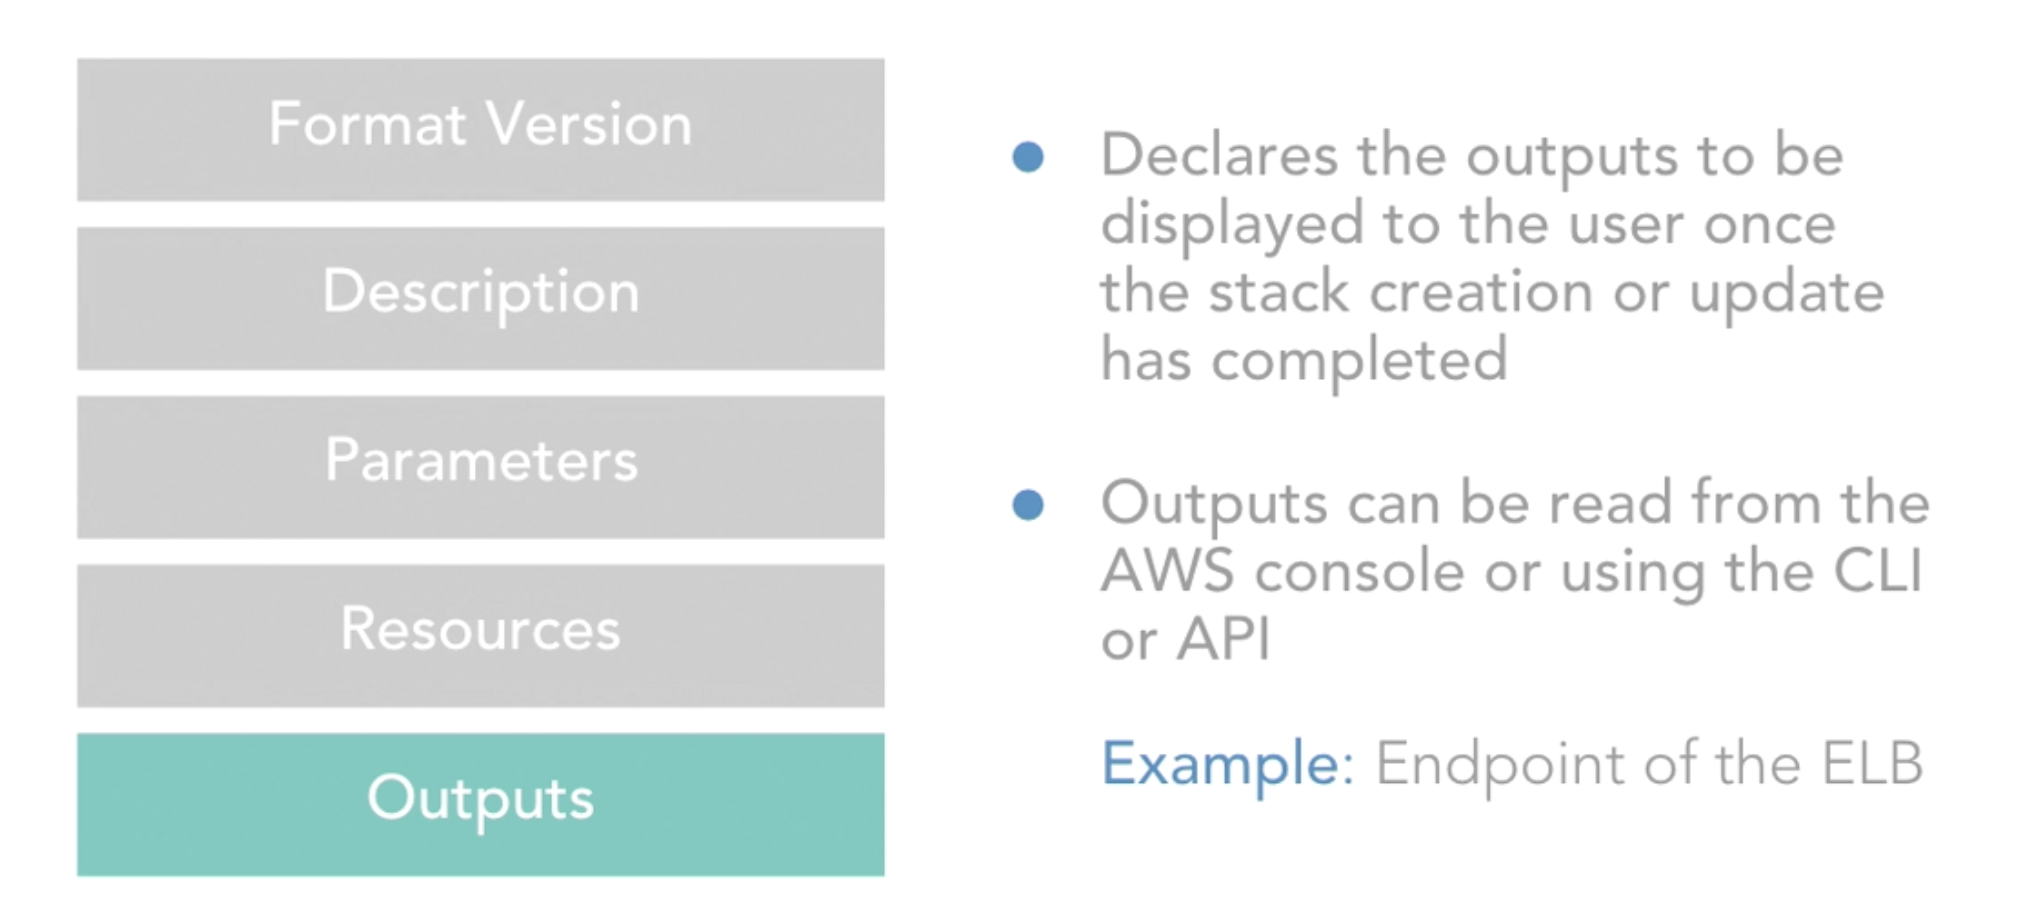 Format Version
Description
Parameters
Resources
Outputs
Declares the outputs to be
displayed to the user once
the stack creation or update
has completed
Outputs can be read from the
AWS console or using the CLI
or API
Example: Endpoint of the ELB